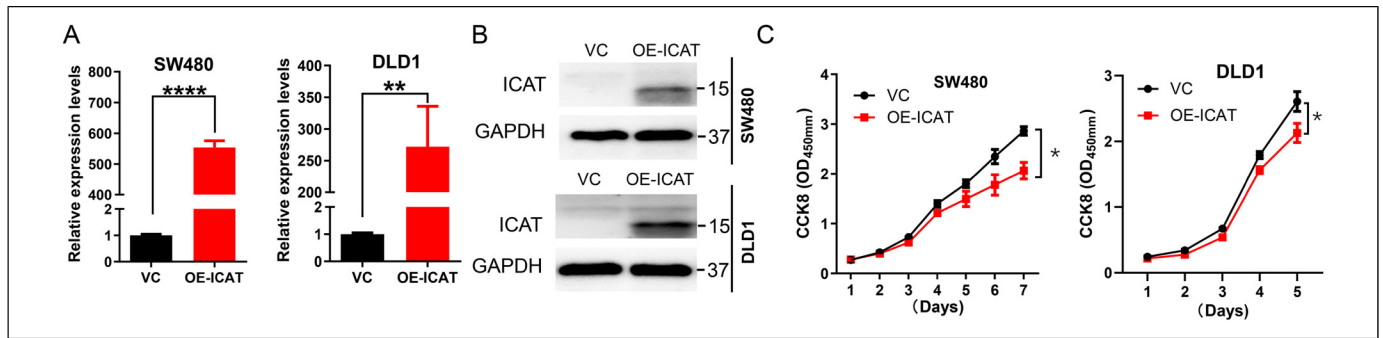 A
SW480
Relative expression levels
800
700
600
500
400
2
1
0
****
VC
OE-ICAT
DLD1
Relative expression levels
350
300
250
200
2
1
0
**
VC
OE-ICAT
B
VC OE-ICAT
ICAT
15
GAPDH
37
SW480
VC OE-ICAT
ICAT
15
GAPDH
37
DLD1
C
SW480
CCK8 (OD450mm)
4
3
2
1
0
VC
OE-ICAT
*
1 2 3 4 5 6 7
(Days)
DLD1
CCK8 (OD450mm)
3
2
1
0
VC
OE-ICAT
*
1 2 3 4 5
(Days)